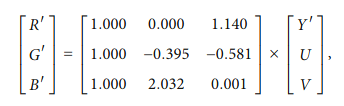 R′ 1.000 0.000 1.140 Y′
G′ = 1.000 −0.395 −0.581 × U ,
B′ 1.000 2.032 0.001 V